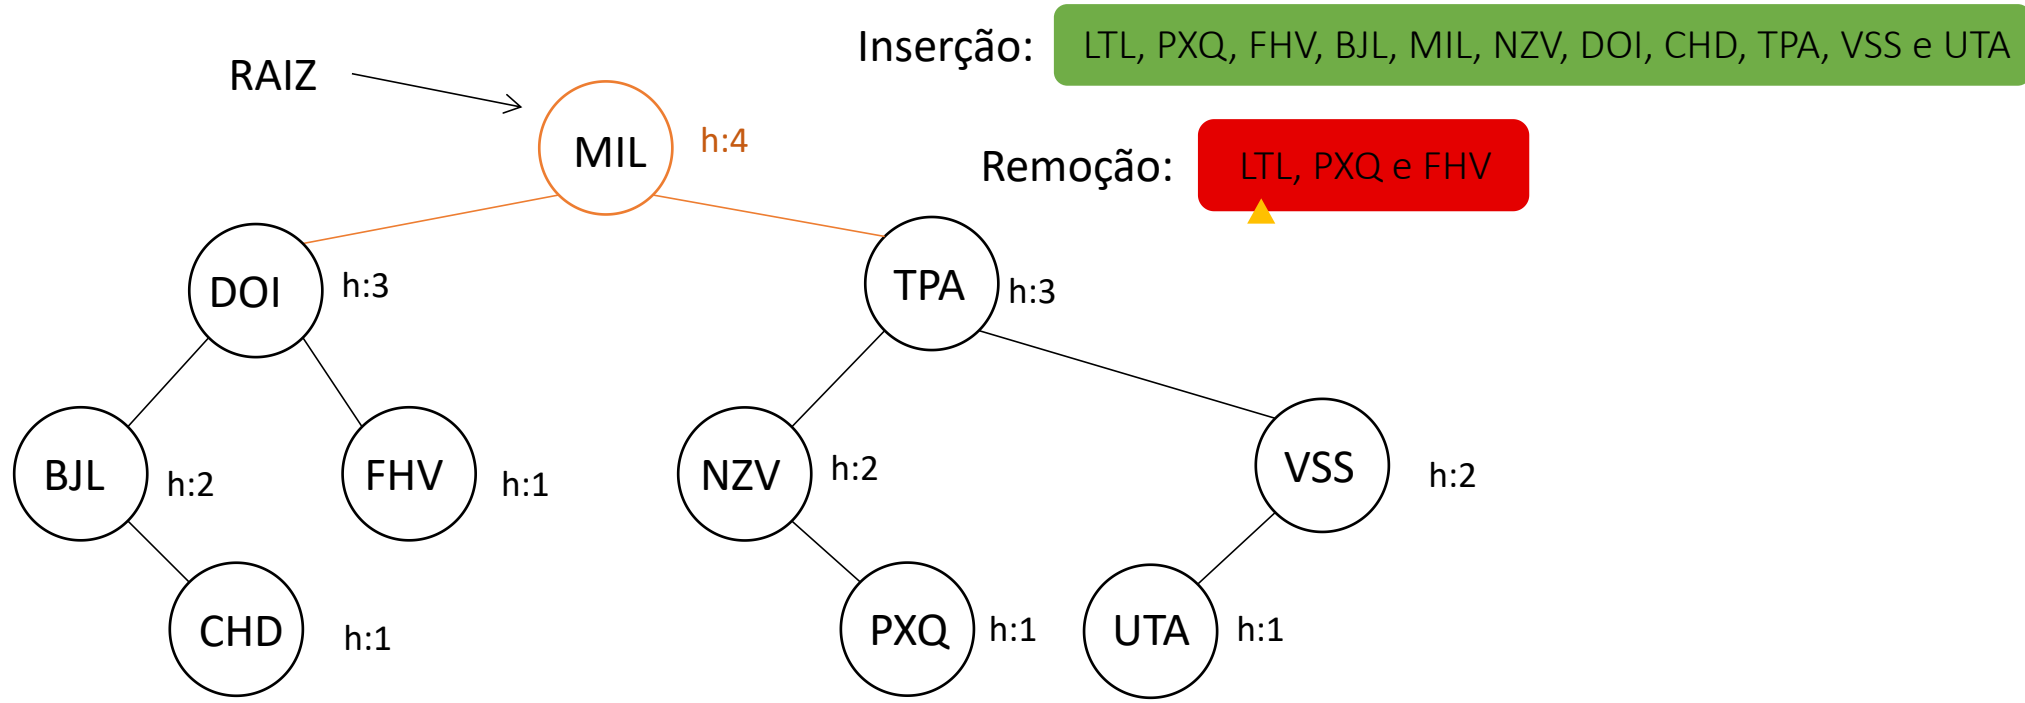 Inserção: LTL, PXQ, FHV, BJL, MIL, NZV, DOI, CHD, TPA, VSS e UTA
RAIZ
MIL h:4
Remoção: LTL, PXQ e FHV
DOI h:3
TPA h:3
BJL h:2
FHV h:1
NZV h:2
VSS h:2
CHD h:1
PXQ h:1
UTA h:1